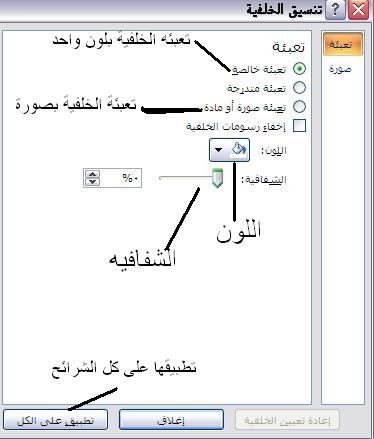 تنسيق الخلفية
تعبئة
صورة
تعبئة
تعبئه الخلفية بلون واحد
تعبئة خالصة
تعبئة متدرجة
تعبئة صورة أو مادة
تعبئة الخلفية بصورة
إخفاء رسومات الخلفية
اللون:
الشفافية:
%٠
اللون
الشفافيه
تطبيقها على كل الشرائح
إعادة تعيين الخلفية
إغلاق
تطبيق على الكل